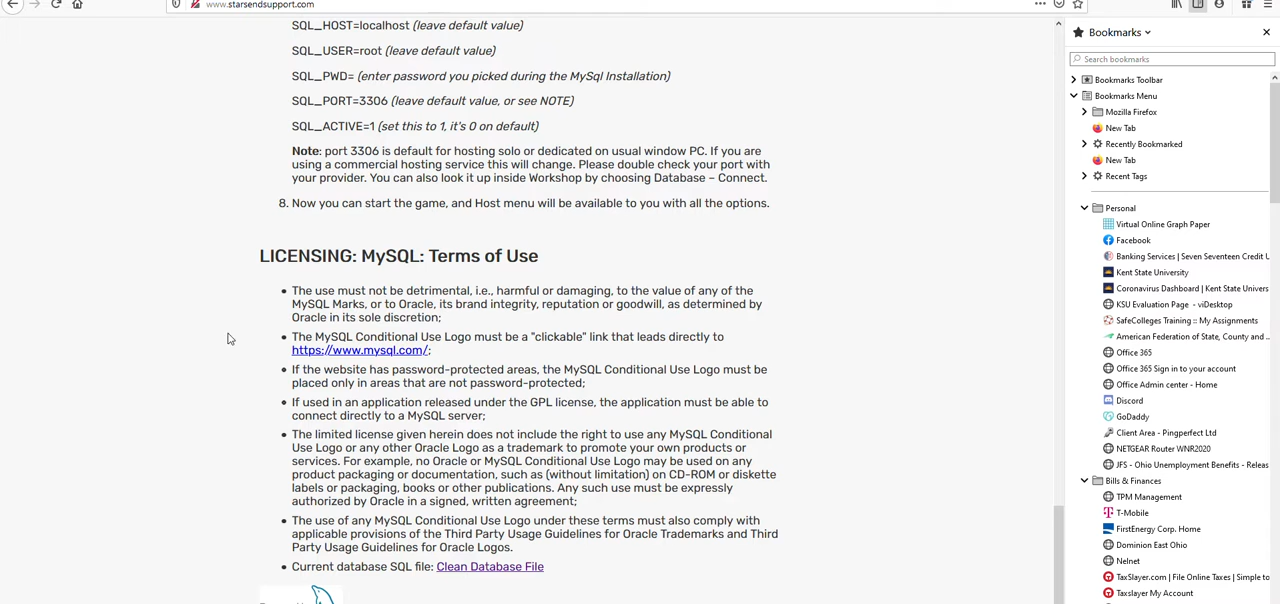 www.starsendsupport.com
SQL_HOST=localhost (leave default value)
SQL_USER=root (leave default value)
SQL_PWD= (enter password you picked during the MySql Installation)
SQL_PORT=3306 (leave default value, or see NOTE)
SQL_ACTIVE=1 (set this to 1, it's 0 on default)
Note: port 3306 is default for hosting solo or dedicated on usual window PC. If you are
using a commercial hosting service this will change. Please double check your port with
your provider. You can also look it up inside Workshop by choosing Database – Connect.
8. Now you can start the game, and Host menu will be available to you with all the options.
LICENSING: MySQL: Terms of Use
• The use must not be detrimental, i.e., harmful or damaging, to the value of any of the
MySQL Marks, or to Oracle, its brand integrity, reputation or goodwill, as determined by
Oracle in its sole discretion;
• The MySQL Conditional Use Logo must be a "clickable" link that leads directly to
https://www.mysql.com/;
• If the website has password-protected areas, the MySQL Conditional Use Logo must be
placed only in areas that are not password-protected;
• If used in an application released under the GPL license, the application must be able to
connect directly to a MySQL server;
• The limited license given herein does not include the right to use any MySQL Conditional
Use Logo or any other Oracle Logo as a trademark to promote your own products or
services. For example, no Oracle or MySQL Conditional Use Logo may be used on any
product packaging or documentation, such as (without limitation) on CD-ROM or diskette
labels or packaging, books or other publications. Any such use must be expressly
authorized by Oracle in a signed, written agreement;
• The use of any MySQL Conditional Use Logo under these terms must also comply with
applicable provisions of the Third Party Usage Guidelines for Oracle Trademarks and Third
Party Usage Guidelines for Oracle Logos.
• Current database SQL file: Clean Database File
Bookmarks
Search bookmarks
Bookmarks Toolbar
Bookmarks Menu
Mozilla Firefox
New Tab
Recently Bookmarked
New Tab
Recent Tags
Personal
Virtual Online Graph Paper
Facebook
Banking Services | Seven Seventeen Credit U
Kent State University
Coronavirus Dashboard | Kent State Univers
KSU Evaluation Page - viDesktop
SafeColleges Training :: My Assignments
American Federation of State, County and ...
Office 365
Office 365 Sign in to your account
Office Admin center - Home
Discord
GoDaddy
Client Area - Pingperfect Ltd
NETGEAR Router WNR2020
JFS - Ohio Unemployment Benefits - Releas
Bills & Finances
TPM Management
T-Mobile
FirstEnergy Corp. Home
Dominion East Ohio
Nelnet
TaxSlayer.com | File Online Taxes | Simple to
Taxslayer My Account